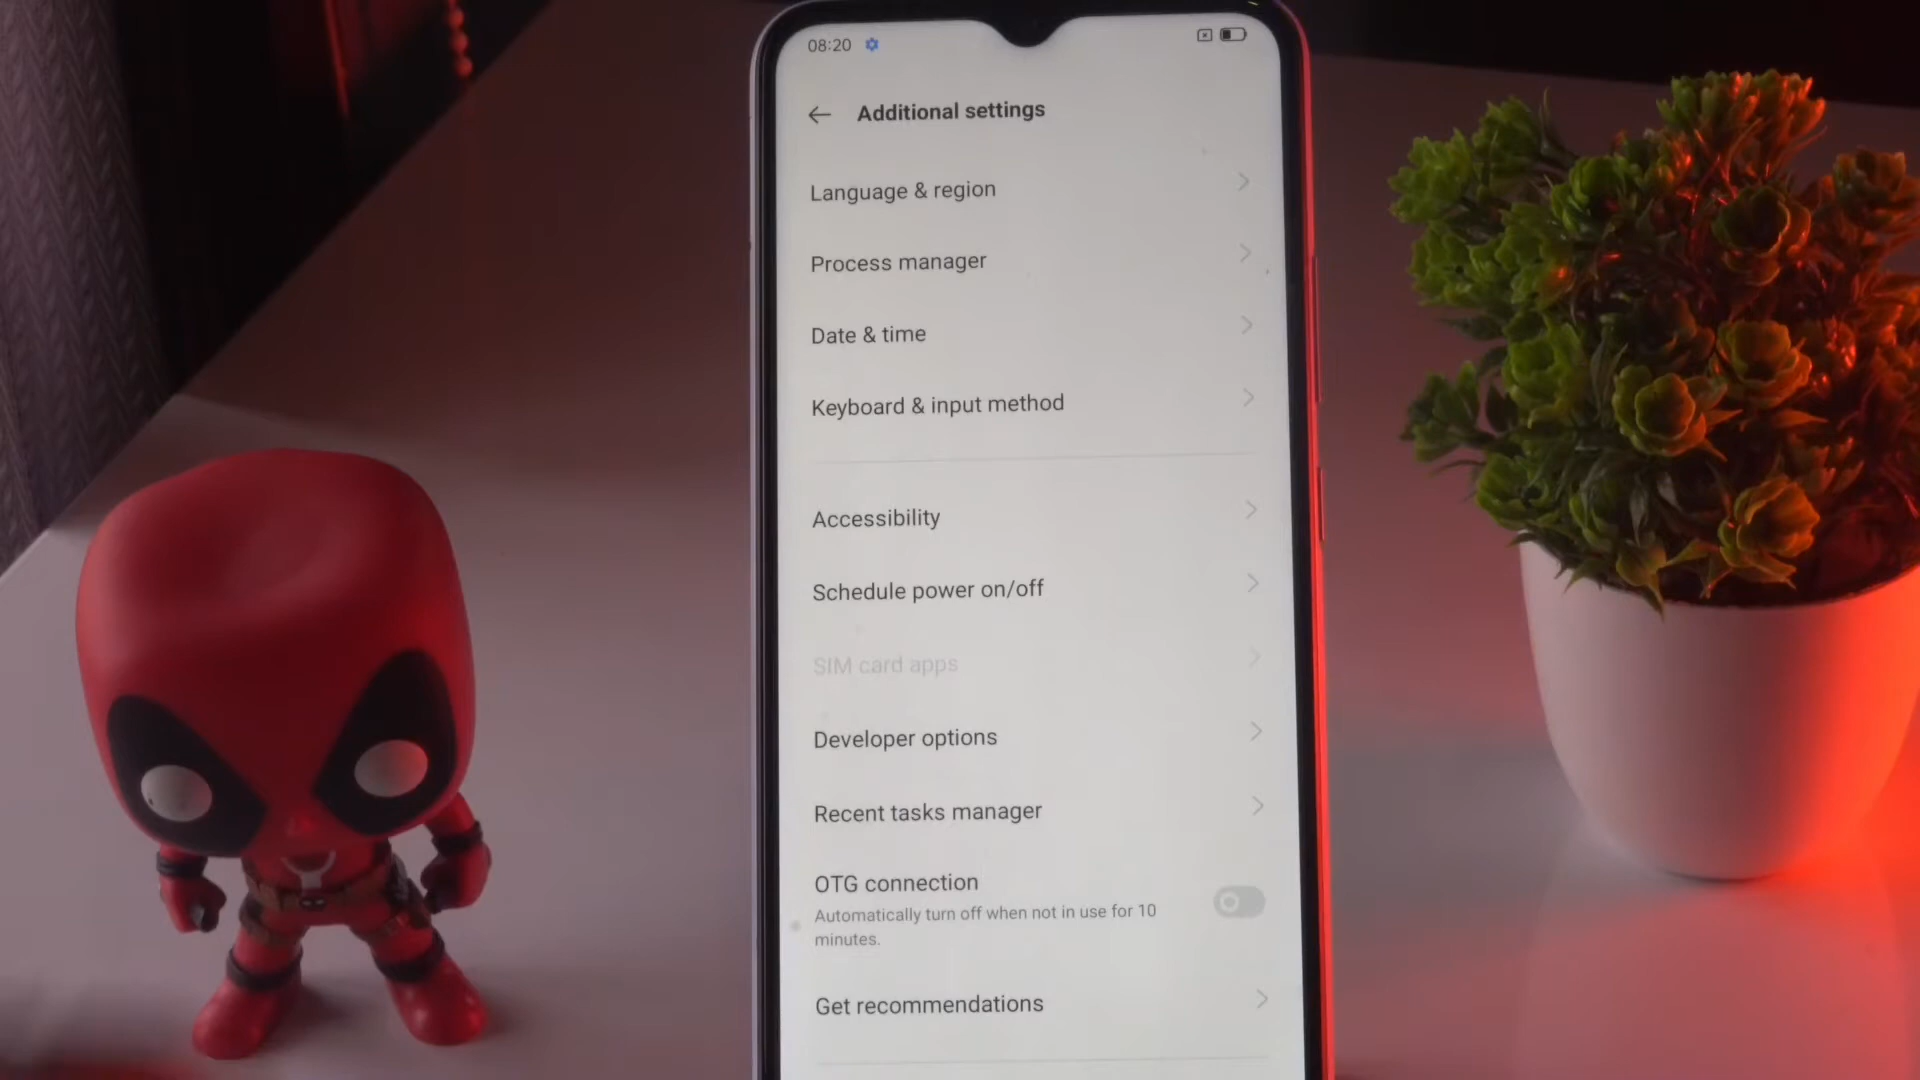 08:20
Additional settings
Language & region
Process manager
Date & time
Keyboard & input method
Accessibility
Schedule power on/off
SIM card apps
Developer options
Recent tasks manager
OTG connection
Automatically turn off when not in use for 10
minutes.
Get recommendations